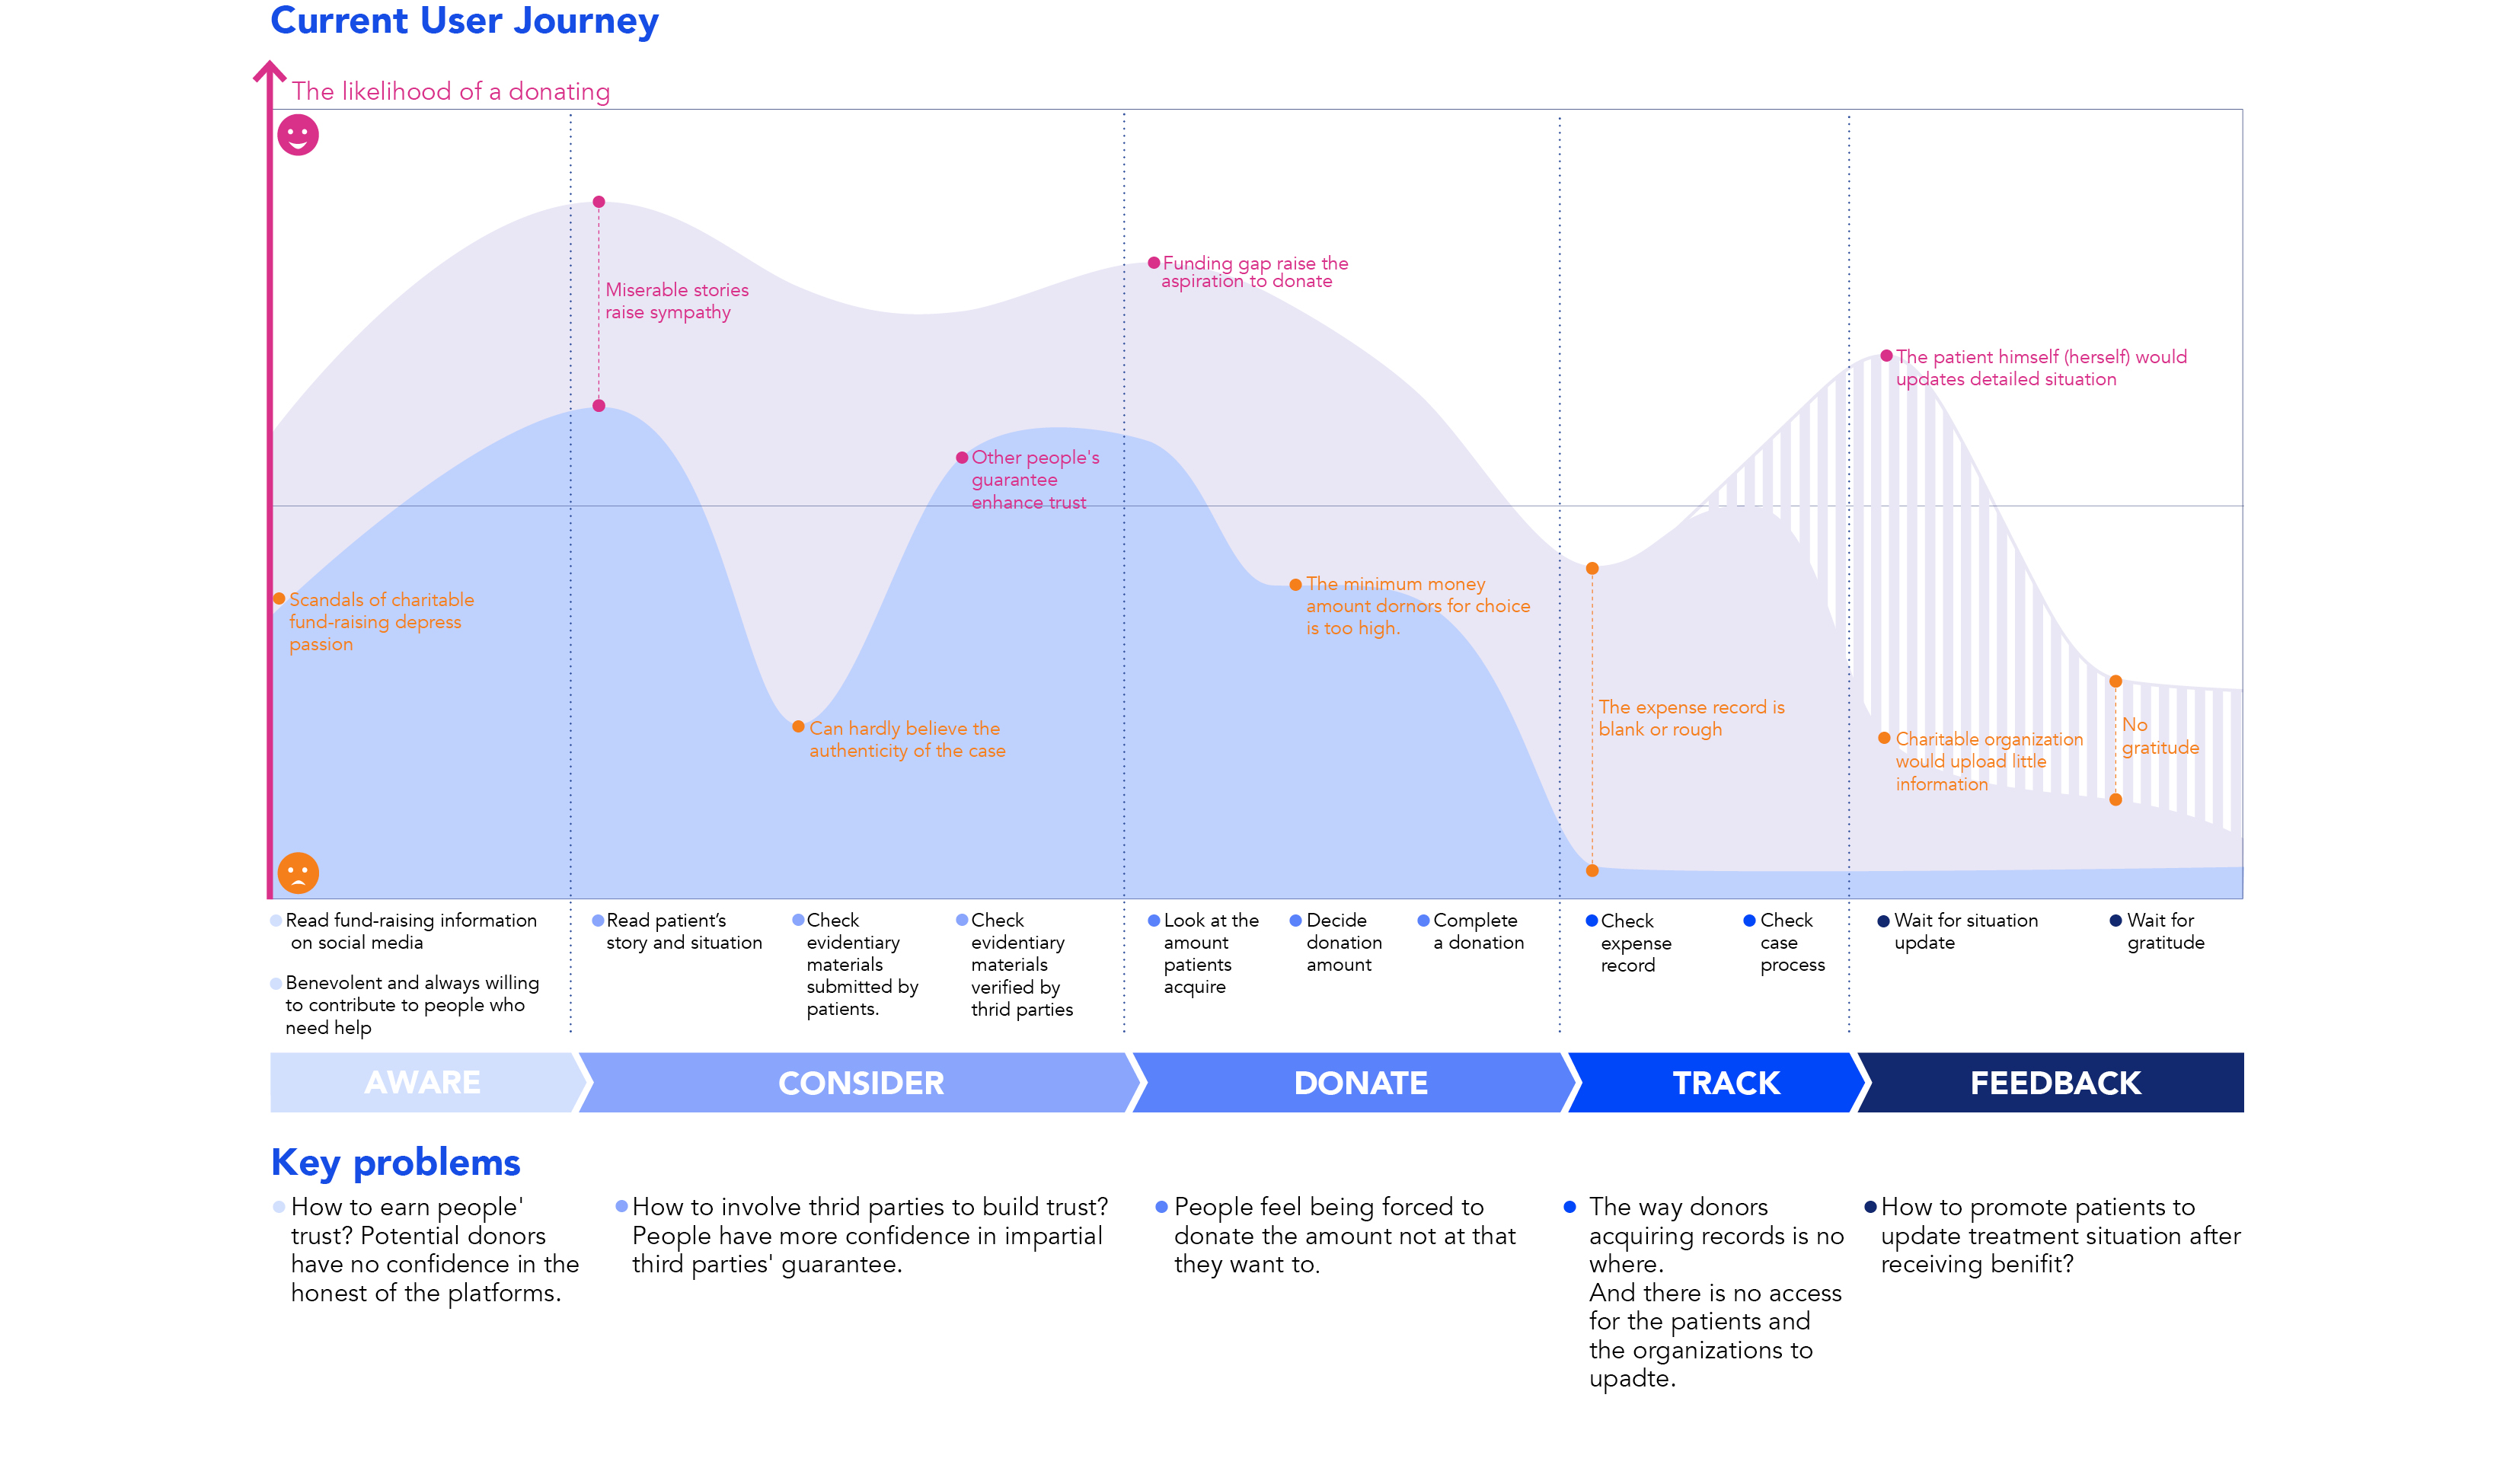 Current User Journey
The likelihood of a donating
Miserable stories
raise sympathy
Funding gap raise the
aspiration to donate
The patient himself (herself) would
updates detailed situation
Other people's
guarantee
enhance trust
Scandals of charitable
fund-raising depress
passion
The minimum money
amount dornors for choice
is too high.
Can hardly believe the
authenticity of the case
The expense record is
blank or rough
Charitable organization
would upload little
information
No
gratitude
Read fund-raising information
on social media
Benevolent and always willing
to contribute to people who
need help
Read patient’s
story and situation
Check
evidentiary
materials
submitted by
patients.
Check
evidentiary
materials
verified by
thrid parties
Look at the
amount
patients
acquire
Decide
donation
amount
Complete
a donation
Check
expense
record
Check
case
process
Wait for situation
update
Wait for
gratitude
AWARE
CONSIDER
DONATE
TRACK
FEEDBACK
Key problems
How to earn people'
trust? Potential donors
have no confidence in the
honest of the platforms.
How to involve thrid parties to build trust?
People have more confidence in impartial
third parties' guarantee.
People feel being forced to
donate the amount not at that
they want to.
The way donors
acquiring records is no
where.
And there is no access
for the patients and
the organizations to
upadte.
How to promote patients to
update treatment situation after
receiving benifit?